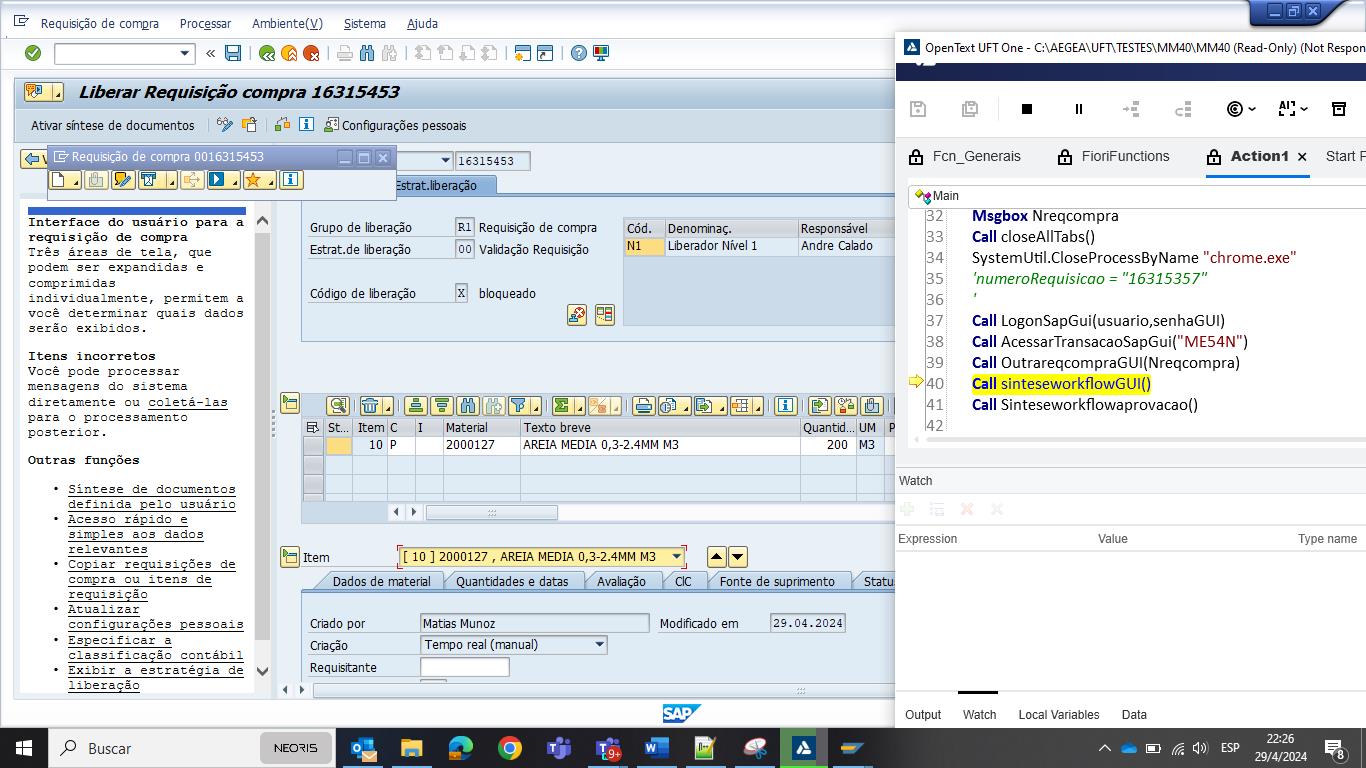 Requisição de compra Processar Ambiente(V) Sistema Ajuda
Liberar Requisição compra 16315453
Ativar síntese de documentos Configurações pessoais
Requisição de compra 0016315453
16315453
Estrat.liberação
Interface do usuário para a
requisição de compra
Três áreas de tela, que
podem ser expandidas e
comprimidas
individualmente, permitem a
você determinar quais dados
serão exibidos.
Itens incorretos
Você pode processar
mensagens do sistema
diretamente ou coletá-las
para o processamento
posterior.
Outras funções
• Síntese de documentos
definida pelo usuário
• Acesso rápido e
simples aos dados
relevantes
• Copiar requisições de
compra ou itens de
requisição
• Atualizar
configurações pessoais
• Especificar a
classificação contábil
• Exibir a estratégia de
liberação
Grupo de liberação R1 Requisição de compra
Estrat.de liberação 00 Validação Requisição
Código de liberação X bloqueado
Cód. Denominaç. Responsável
N1 Liberador Nível 1 Andre Calado
St... Item C I Material Texto breve Quantid... UM P
10 P 2000127 AREIA MEDIA 0,3-2.4MM M3 200 M3
Item [ 10 ] 2000127 , AREIA MEDIA 0,3-2.4MM M3
Dados de material Quantidades e datas Avaliação ClC Fonte de suprimento Status
Criado por Matias Munoz Modificado em 29.04.2024
Criação Tempo real (manual)
Requisitante
SAP
OpenText UFT One - C:\AEGEA\UFT\TESTES\MM40\MM40 (Read-Only) (Not Respon
Fcn_Generais FioriFunctions Action1 × Start P
Main
32 Msgbox Nreqcompra
33 Call closeAllTabs()
34 SystemUtil.CloseProcessByName "chrome.exe"
35 'numeroRequisicao = "16315357"
36 '
37 Call LogonSapGui(usuario,senhaGUI)
38 Call AcessarTransacaoSapGui("ME54N")
39 Call OutrareqcompraGUI(Nreqcompra)
40 Call sinteseworkflowGUI()
41 Call Sinteseworkflowaprovacao()
42
Watch
Expression Value Type name
Output Watch Local Variables Data
Buscar NEORIS
9+
ESP
22:26
29/4/2024
8